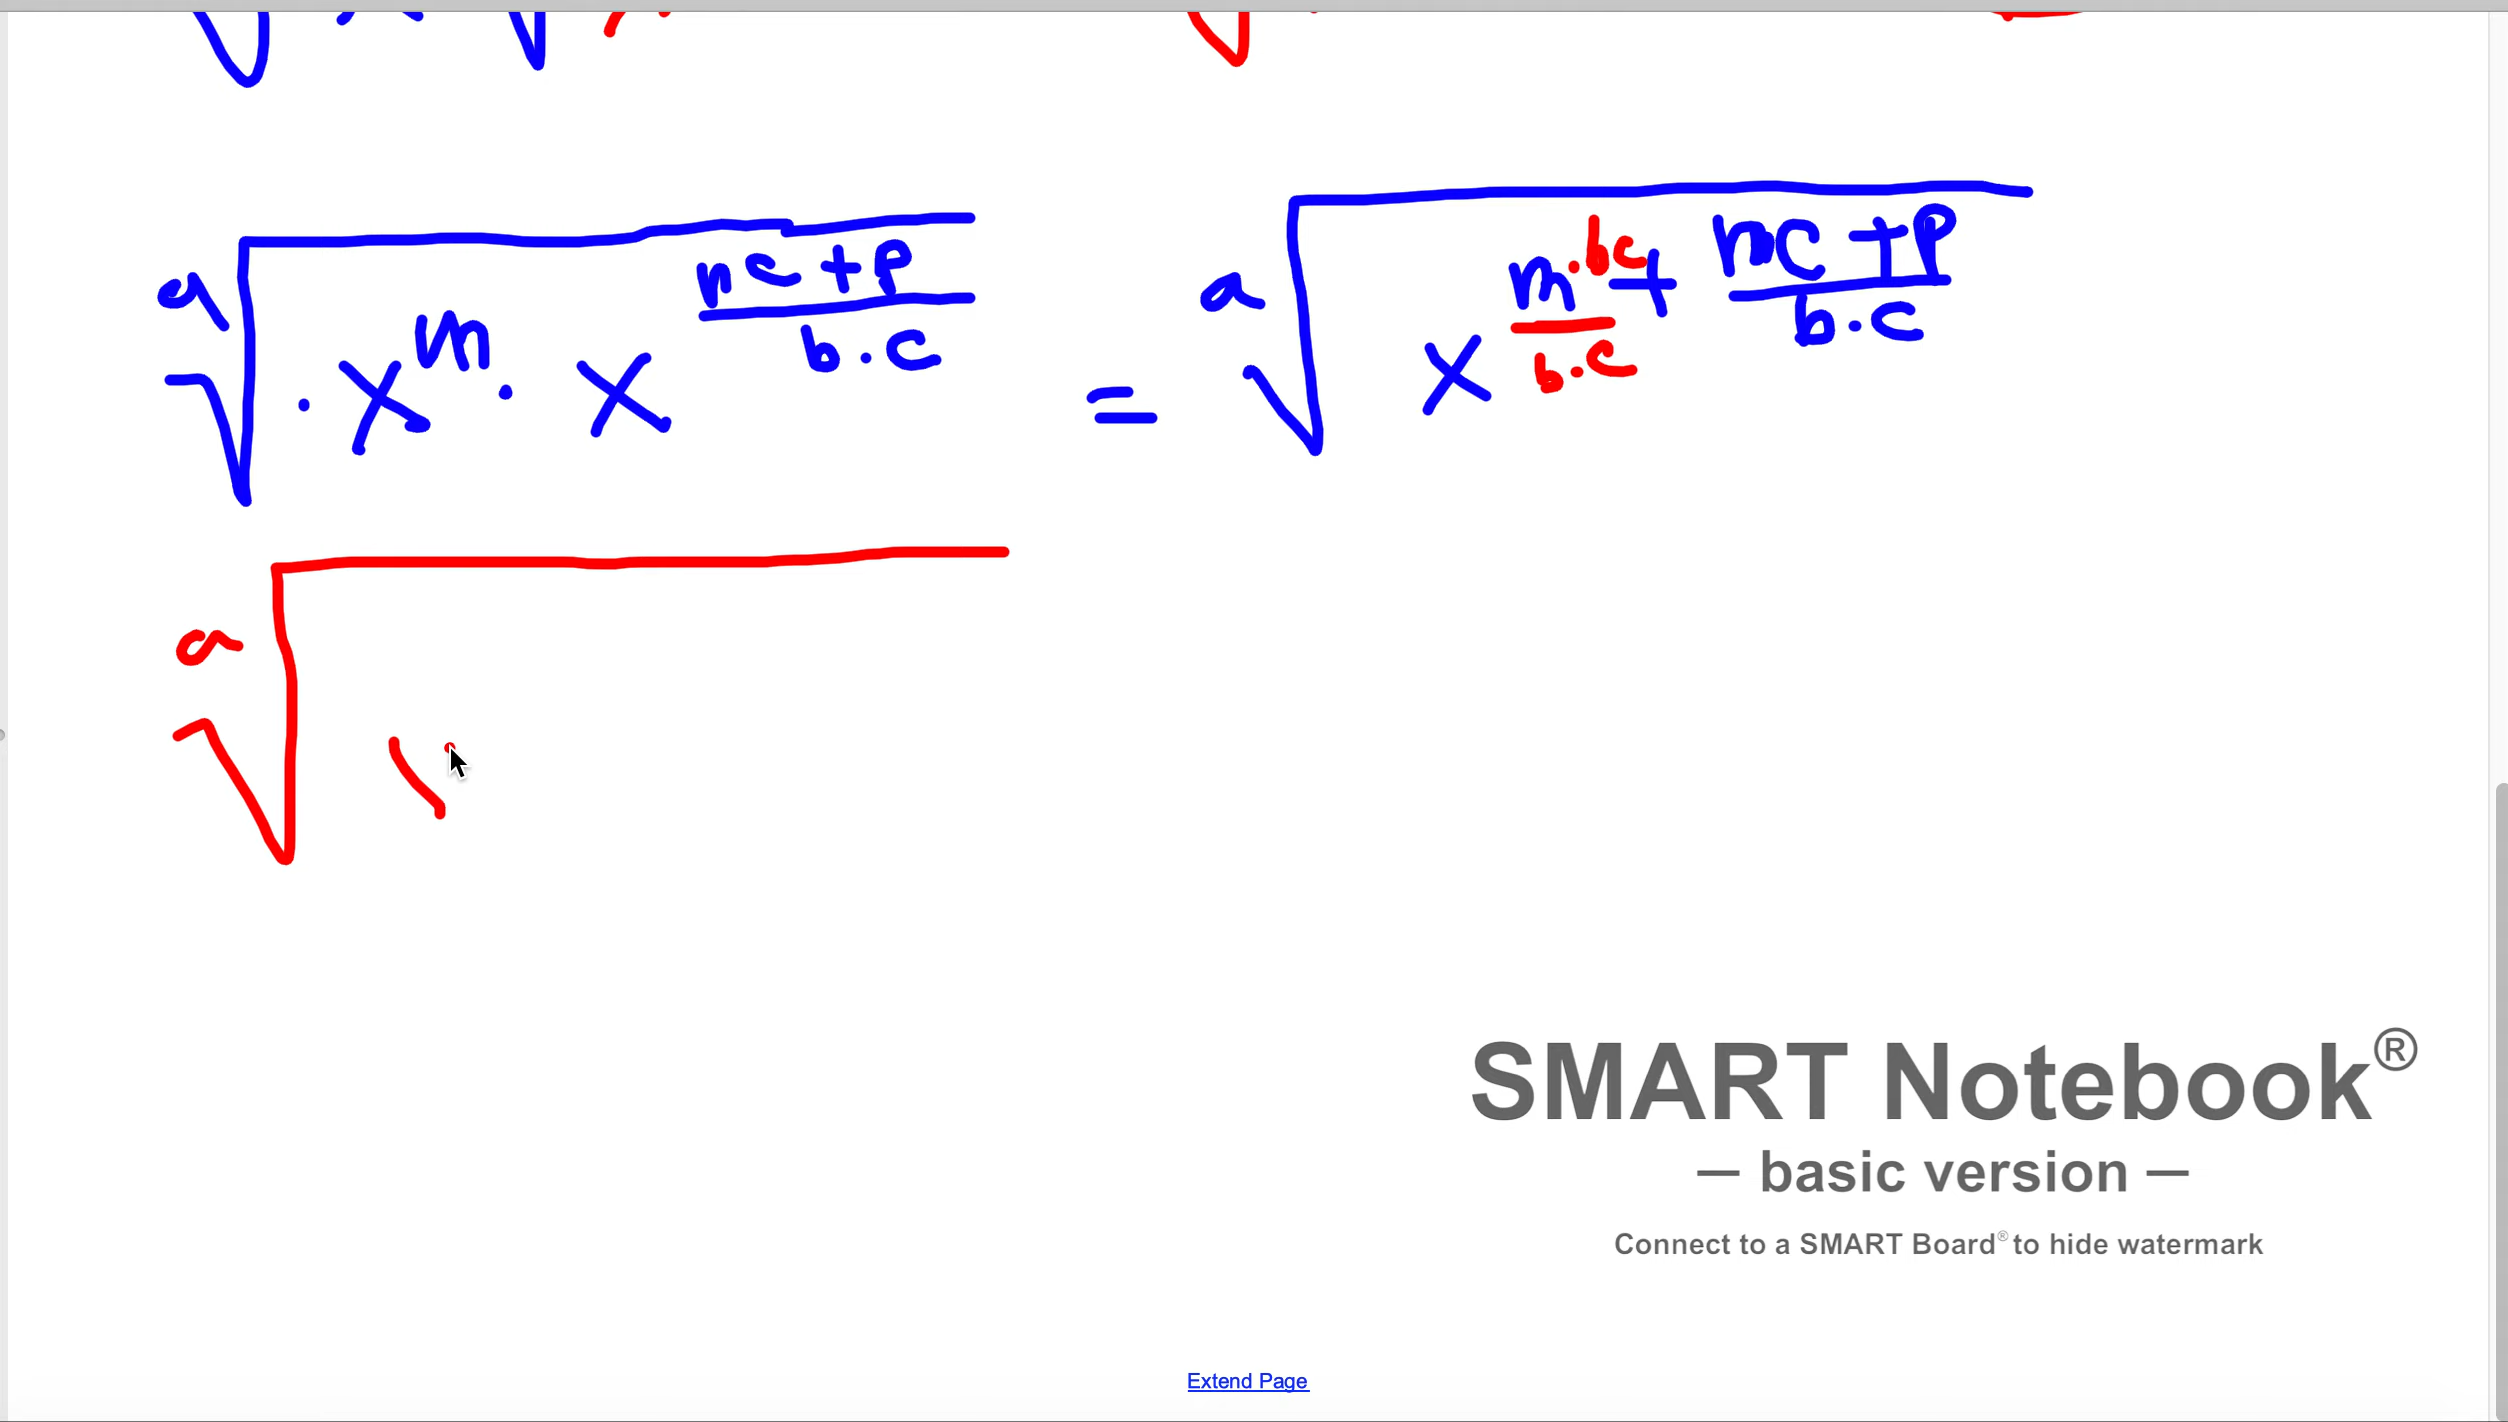 a√ · x^m · x^((nc+p)/(b·c)) = a√ x^((m·bc)/(b·c) + (nc+p)/(b·c))
a√
SMART Notebook®
— basic version —
Connect to a SMART Board® to hide watermark
Extend Page